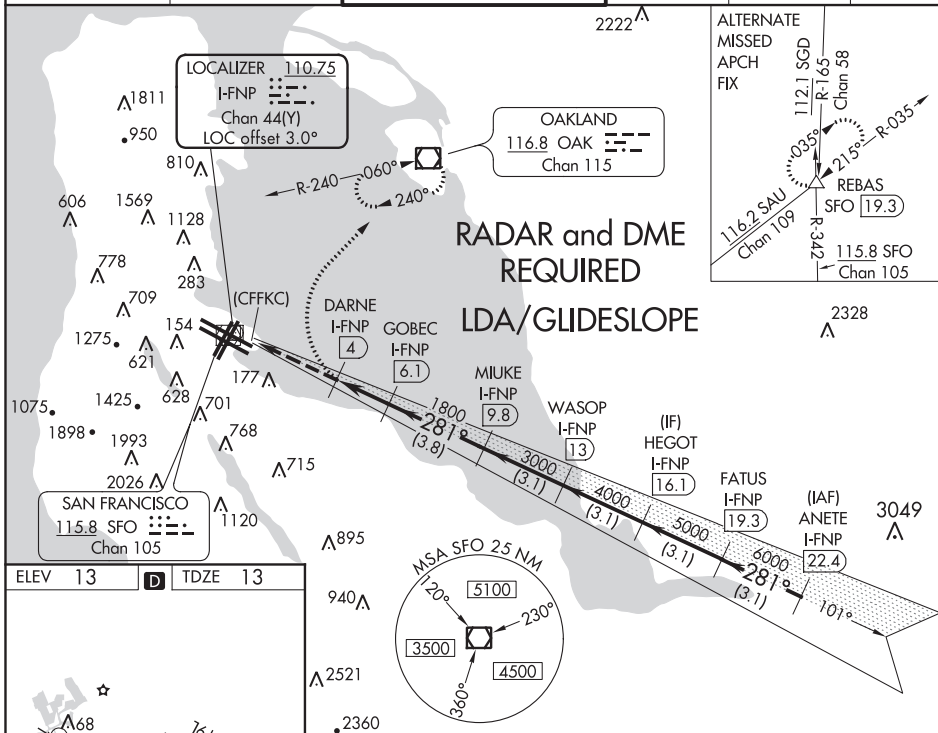 2222
ALTERNATE
MISSED
APCH
FIX
112.1 SGD
R-165
Chan 58
035°
215°
R-035
REBAS
SFO 19.3
116.2 SAU
Chan 109
R-342
115.8 SFO
Chan 105
LOCALIZER 110.75
I-FNP
Chan 44(Y)
LOC offset 3.0°
1811
950
810
OAKLAND
116.8 OAK
Chan 115
R-240
060°
240°
606
1569
1128
778
283
709
1275
154
621
628
177
1425
1075
1898
701
1993
768
2026
715
1120
895
940
2521
2360
RADAR and DME
REQUIRED
LDA/GLIDESLOPE
2328
(CFFKC)
DARNE
I-FNP
4
GOBEC
I-FNP
6.1
MIUKE
I-FNP
9.8
WASOP
I-FNP
13
(IF)
HEGOT
I-FNP
16.1
FATUS
I-FNP
19.3
(IAF)
ANETE
I-FNP
22.4
3049
1800
281°
(3.8)
3000
(3.1)
4000
(3.1)
5000
(3.1)
6000
281°
(3.1)
101°
SAN FRANCISCO
115.8 SFO
Chan 105
MSA SFO 25 NM
120°
5100
230°
3500
4500
360°
ELEV 13
D
TDZE 13
68